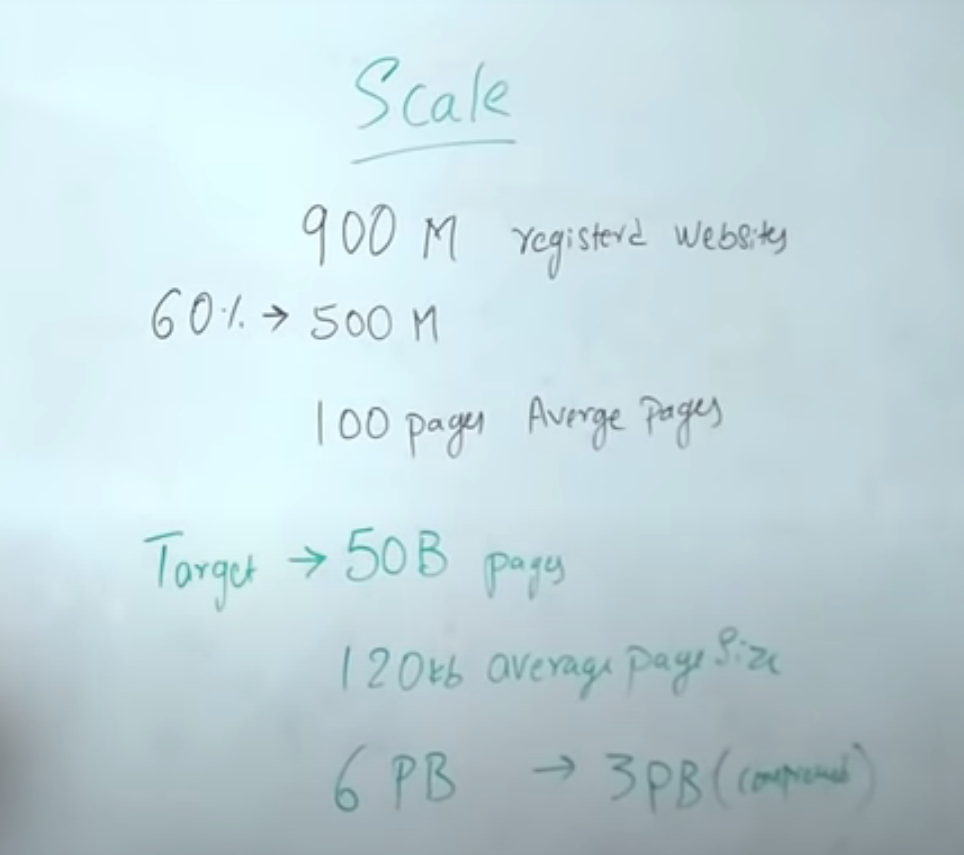 Scale
900 M registerd Websites
60% → 500 M
100 pages Averge Pages
Target → 50B pages
120kb average page Size
6 PB → 3PB (compressed)